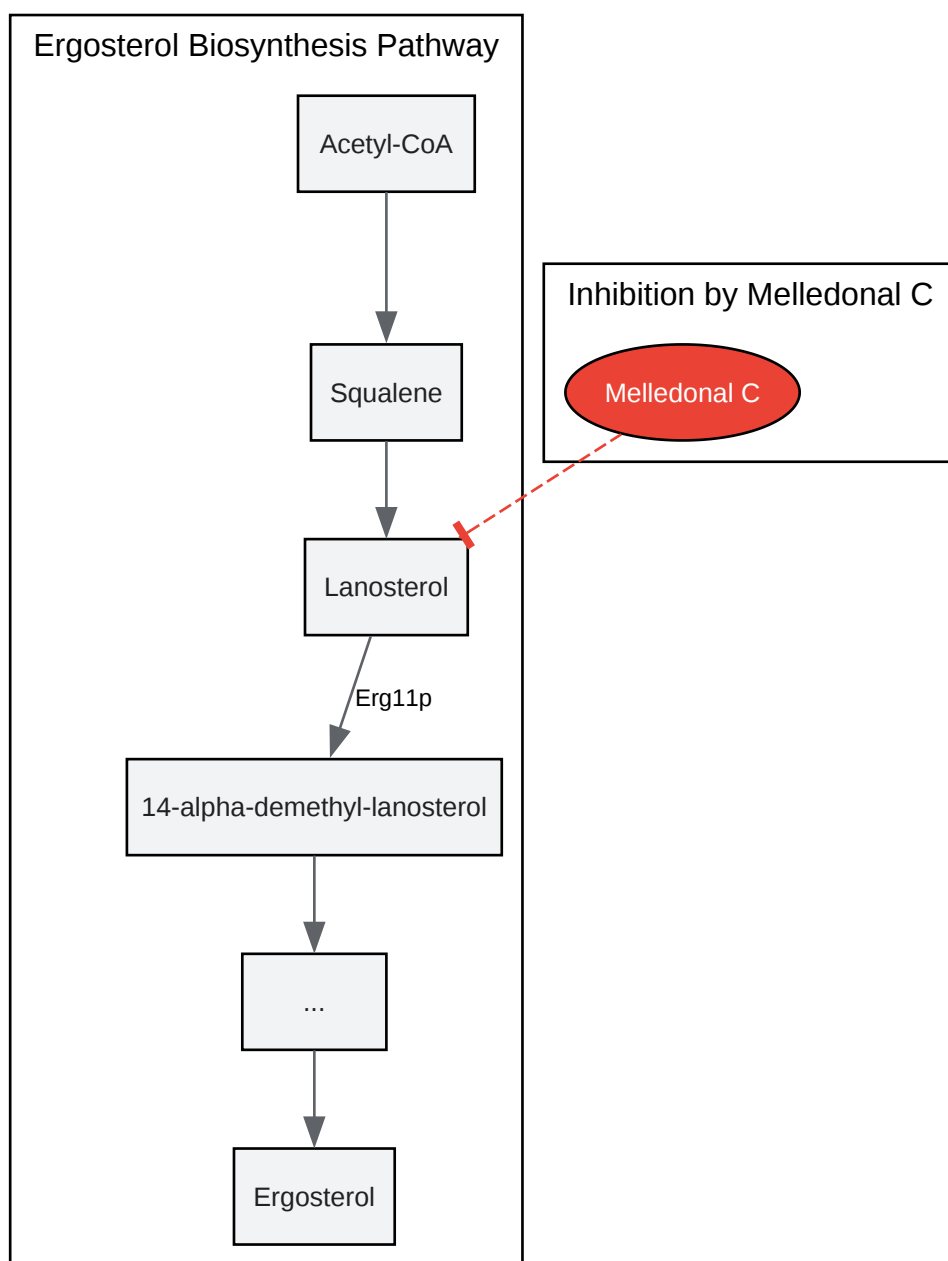 Ergosterol Biosynthesis Pathway
Acetyl-CoA
Squalene
Lanosterol
Erg11p
14-alpha-demethyl-lanosterol
...
Ergosterol
Inhibition by Melledonal C
Melledonal C